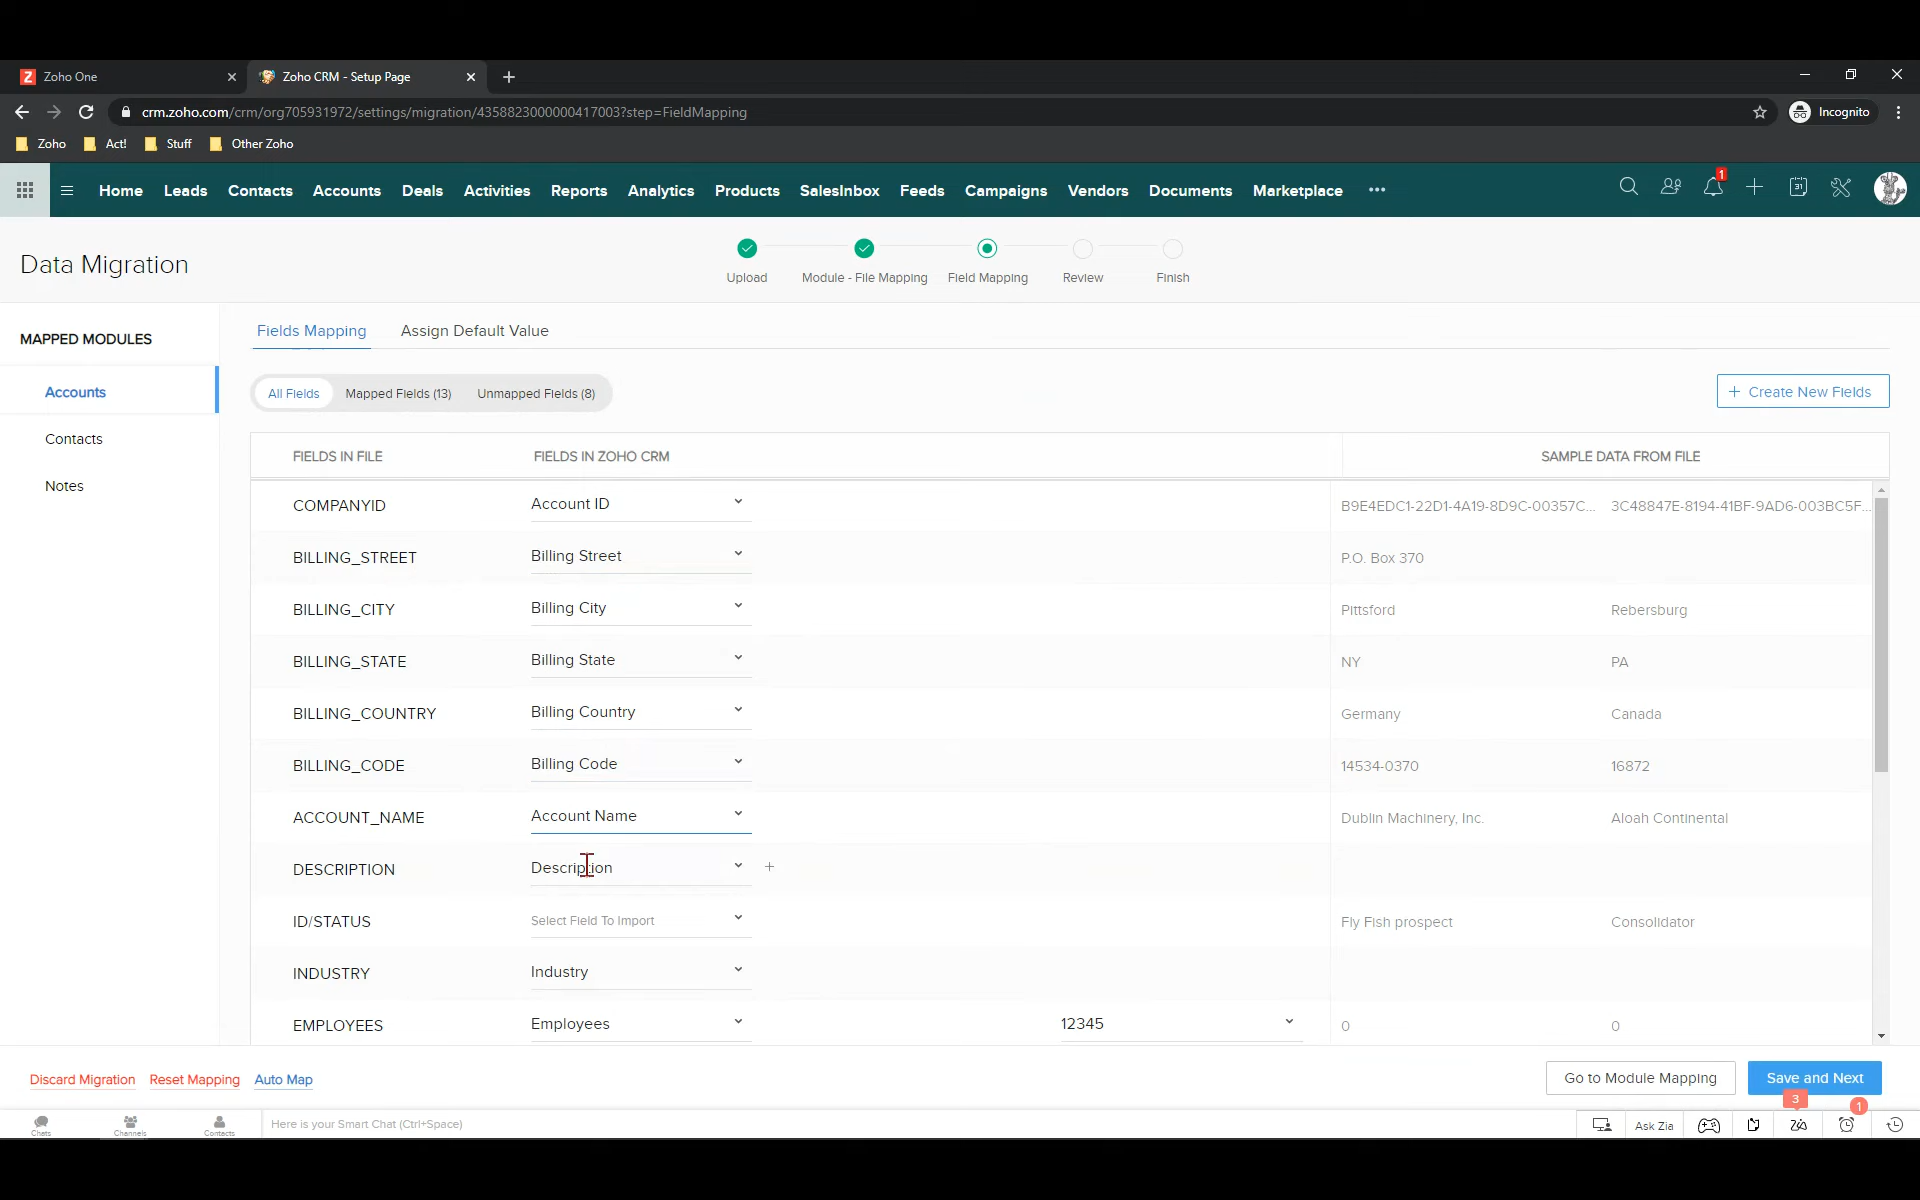 Zoho One
Zoho CRM - Setup Page
crm.zoho.com/crm/org705931972/settings/migration/4358823000000417003?step=FieldMapping
Incognito
Zoho Act! Stuff Other Zoho
Home Leads Contacts Accounts Deals Activities Reports Analytics Products SalesInbox Feeds Campaigns Vendors Documents Marketplace ••• 1 31
Data Migration
Upload Module - File Mapping Field Mapping Review Finish
MAPPED MODULES
Accounts
Contacts
Notes
Fields Mapping Assign Default Value
All Fields Mapped Fields (13) Unmapped Fields (8)
+ Create New Fields
FIELDS IN FILE FIELDS IN ZOHO CRM SAMPLE DATA FROM FILE
COMPANYID Account ID B9E4EDC1-22D1-4A19-8D9C-00357C... 3C48847E-8194-41BF-9AD6-003BC5F...
BILLING_STREET Billing Street P.O. Box 370
BILLING_CITY Billing City Pittsford Rebersburg
BILLING_STATE Billing State NY PA
BILLING_COUNTRY Billing Country Germany Canada
BILLING_CODE Billing Code 14534-0370 16872
ACCOUNT_NAME Account Name Dublin Machinery, Inc. Aloah Continental
DESCRIPTION Description +
ID/STATUS Select Field To Import Fly Fish prospect Consolidator
INDUSTRY Industry
EMPLOYEES Employees 12345 0 0
Discard Migration Reset Mapping Auto Map
Go to Module Mapping Save and Next
3 1
Chats Channels Contacts
Here is your Smart Chat (Ctrl+Space)
Ask Zia